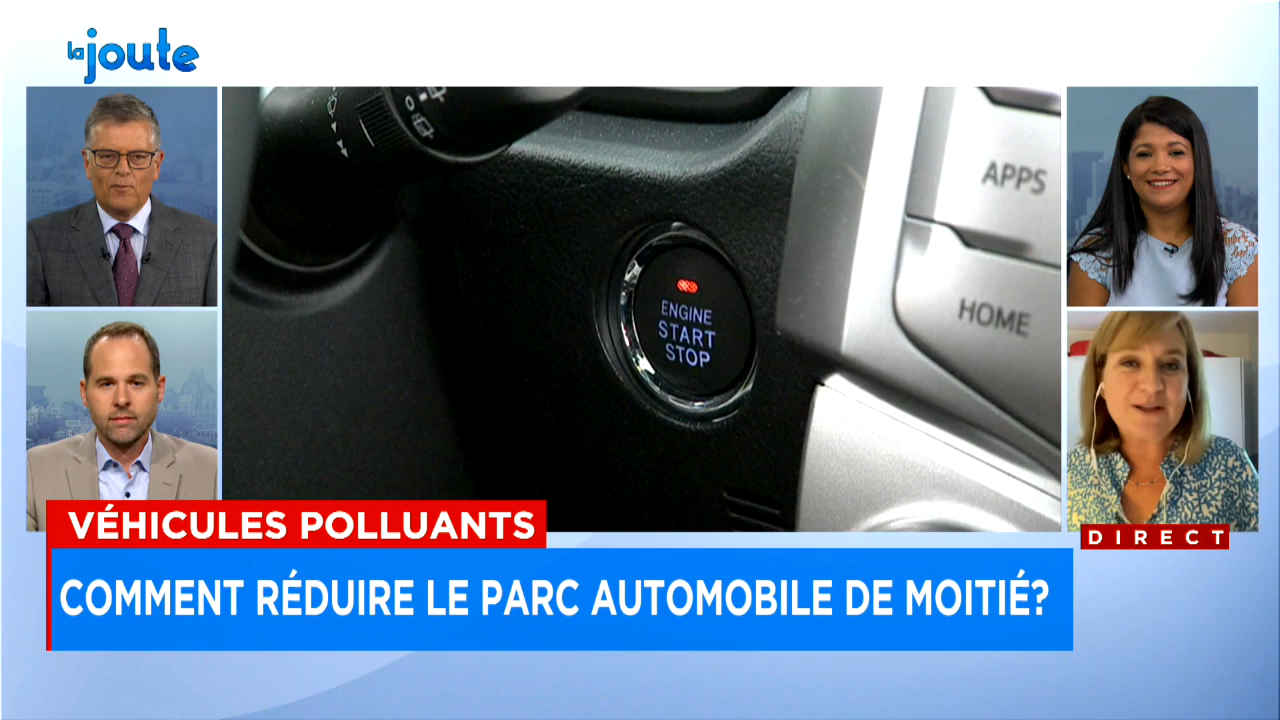 la joute
APPS
HOME
ENGINE
START
STOP
VÉHICULES POLLUANTS
DIRECT
COMMENT RÉDUIRE LE PARC AUTOMOBILE DE MOITIÉ?